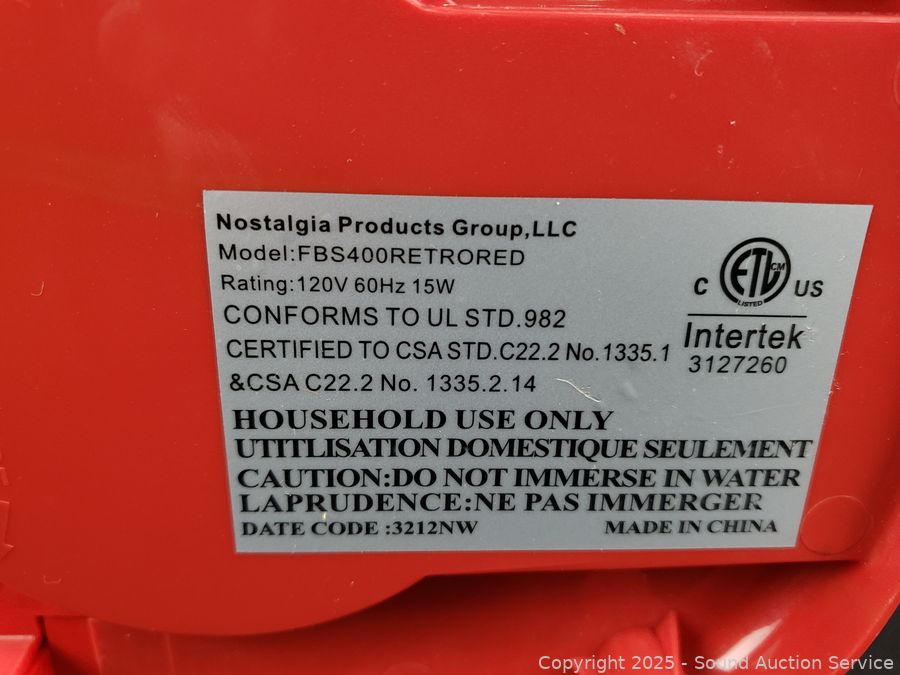 Nostalgia Products Group,LLC
Model:FBS400RETRORED
Rating:120V 60Hz 15W
CONFORMS TO UL STD.982
CERTIFIED TO CSA STD.C22.2 No.1335.1
&CSA C22.2 No. 1335.2.14
C ETL CM US
LISTED
Intertek
3127260
HOUSEHOLD USE ONLY
UTITLISATION DOMESTIQUE SEULEMENT
CAUTION:DO NOT IMMERSE IN WATER
LAPRUDENCE:NE PAS IMMERGER
DATE CODE :3212NW MADE IN CHINA
Copyright 2025 - Sound Auction Service